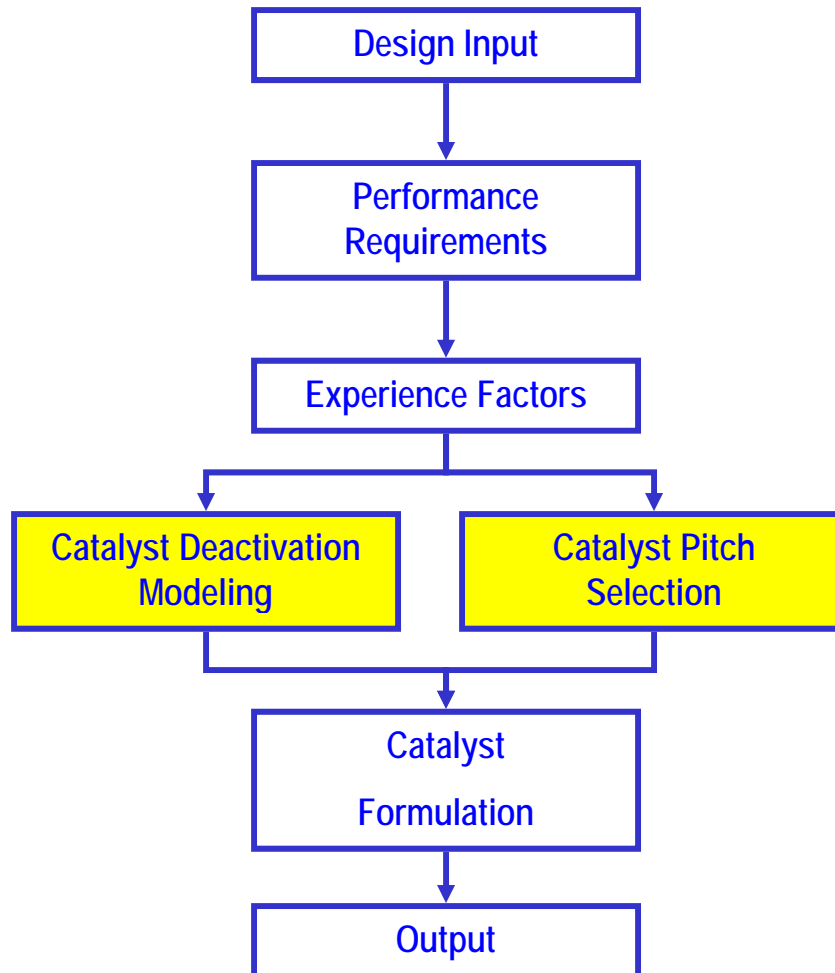 Design Input
Performance
Requirements
Experience Factors
Catalyst Deactivation
Modeling
Catalyst Pitch
Selection
Catalyst
Formulation
Output